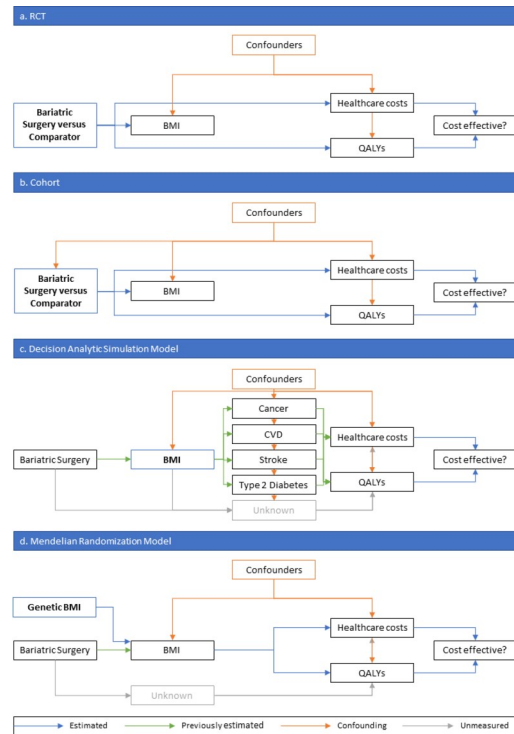 a. RCT
Confounders
Healthcare costs
Bariatric
Surgery versus
Comparator
BMI
Cost effective?
QALYs
b. Cohort
Confounders
Healthcare costs
Bariatric
Surgery versus
Comparator
BMI
Cost effective?
QALYs
c. Decision Analytic Simulation Model
Confounders
Cancer
CVD
Healthcare costs
Bariatric Surgery
BMI
Stroke
Cost effective?
Type 2 Diabetes
QALYs
Unknown
d. Mendelian Randomization Model
Confounders
Genetic BMI
Healthcare costs
Bariatric Surgery
BMI
Cost effective?
QALYs
Unknown
Estimated
Previously estimated
Confounding
Unmeasured